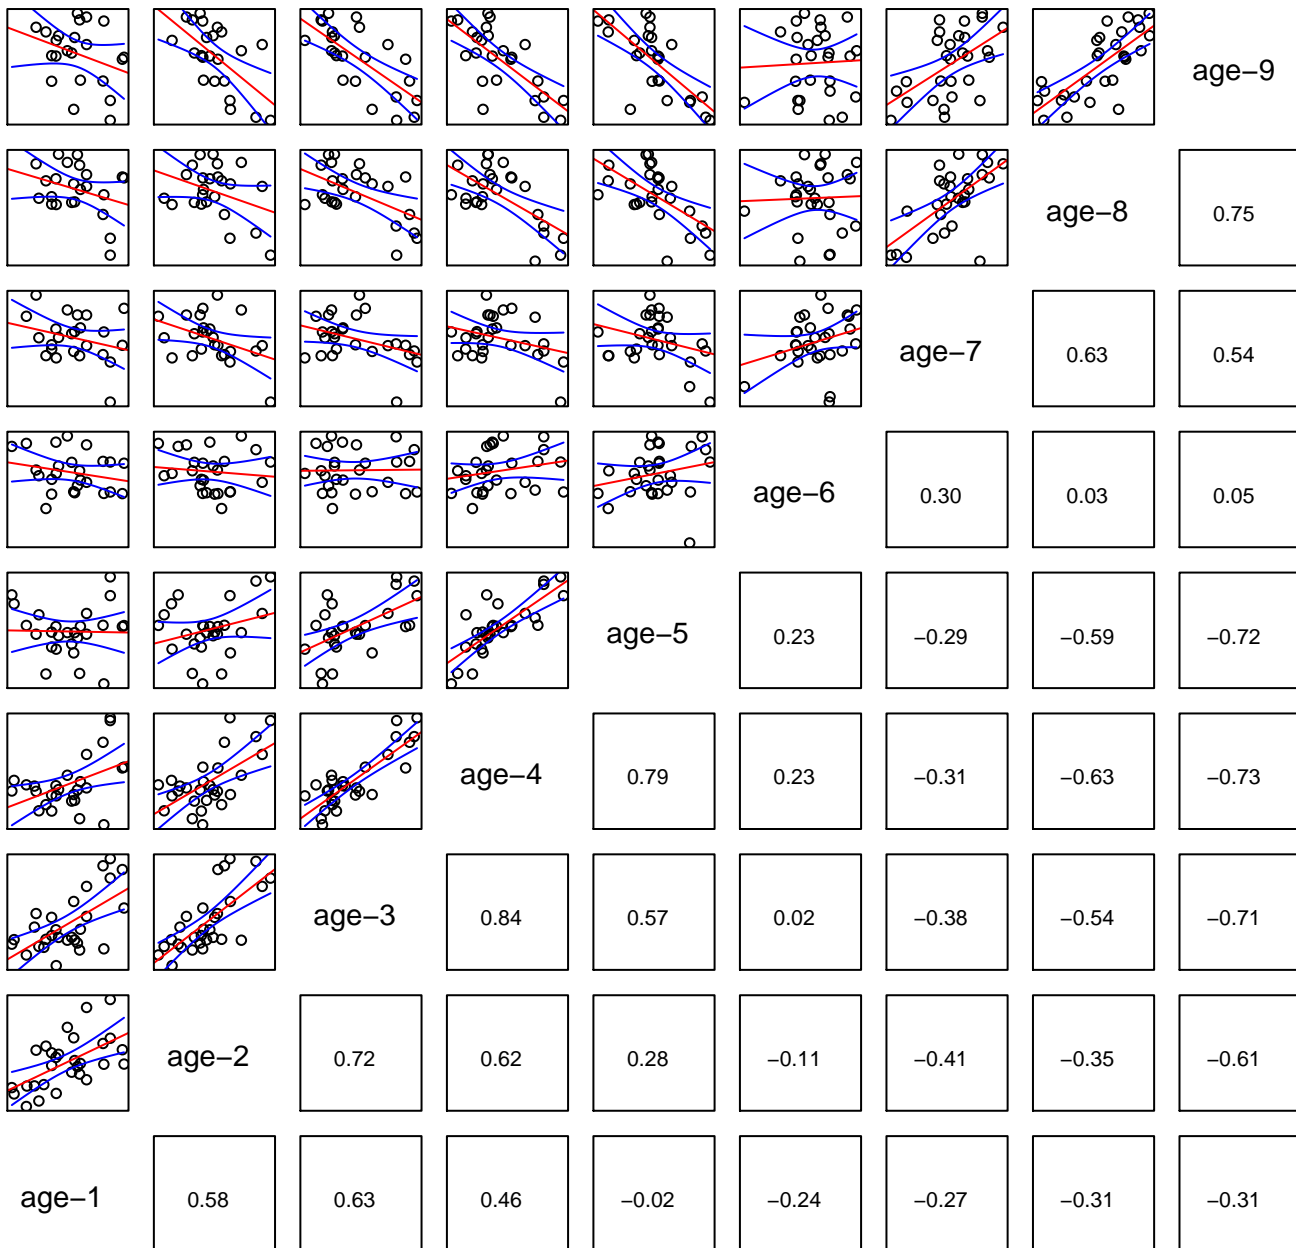 age−9
age−8 0.75
age−7 0.63 0.54
age−6 0.30 0.03 0.05
age−5 0.23 −0.29 −0.59 −0.72
age−4 0.79 0.23 −0.31 −0.63 −0.73
age−3 0.84 0.57 0.02 −0.38 −0.54 −0.71
age−2 0.72 0.62 0.28 −0.11 −0.41 −0.35 −0.61
age−1 0.58 0.63 0.46 −0.02 −0.24 −0.27 −0.31 −0.31